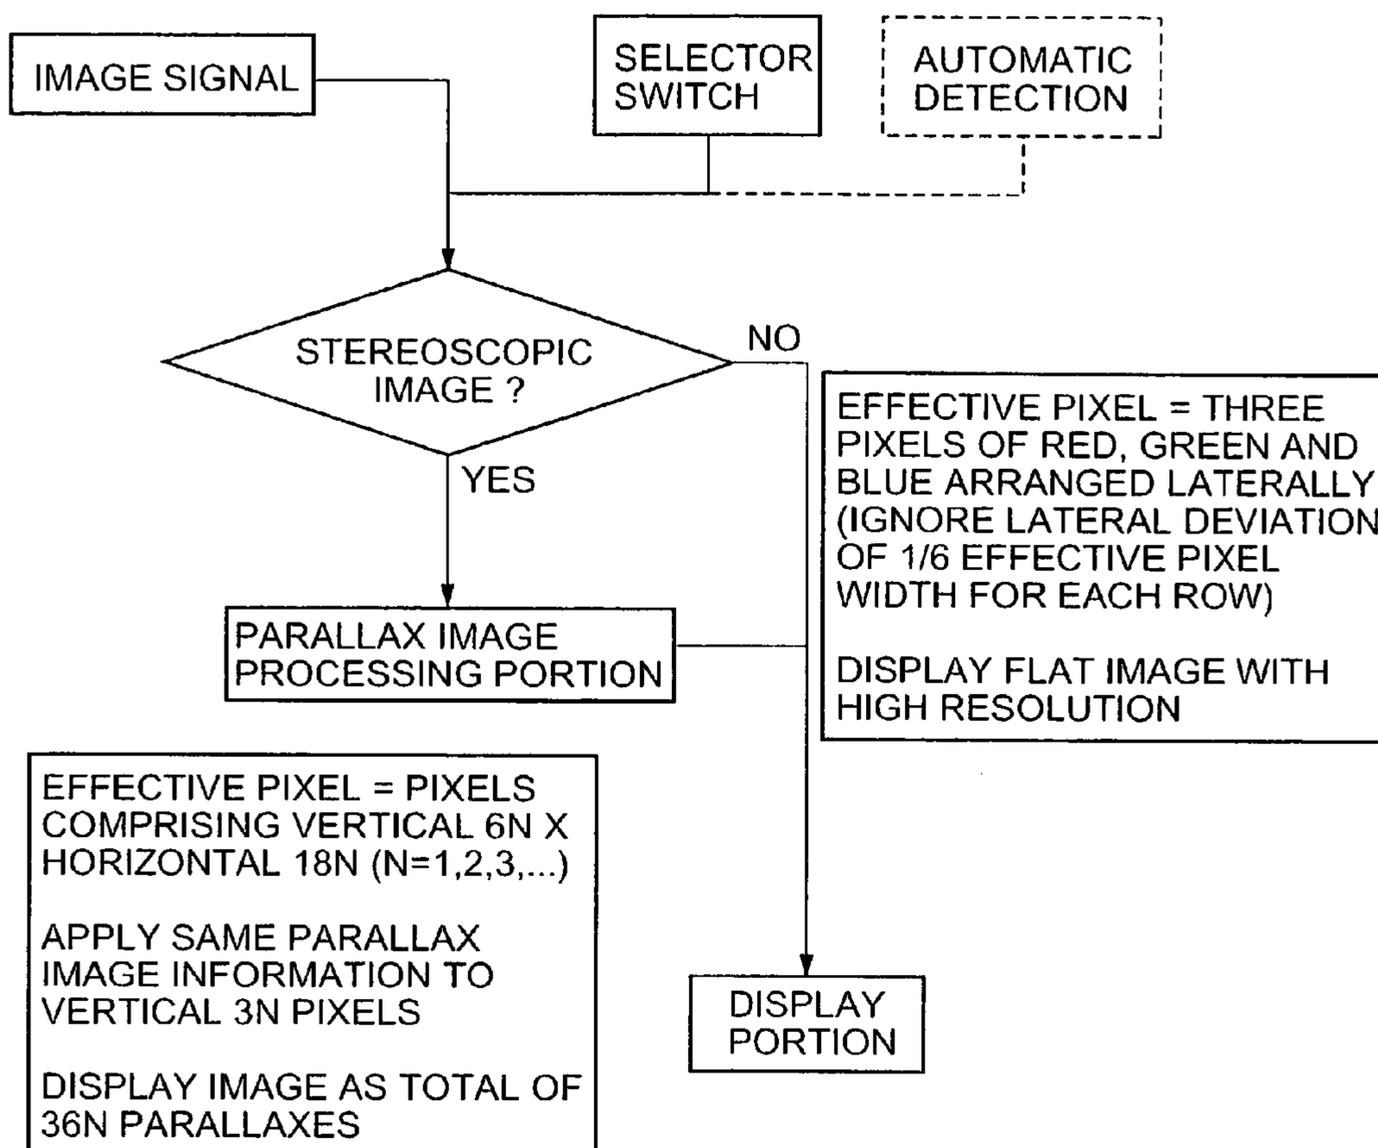 IMAGE SIGNAL
SELECTOR
SWITCH
AUTOMATIC
DETECTION
STEREOSCOPIC
IMAGE ?
NO
YES
EFFECTIVE PIXEL = THREE
PIXELS OF RED, GREEN AND
BLUE ARRANGED LATERALLY
(IGNORE LATERAL DEVIATION
OF 1/6 EFFECTIVE PIXEL
WIDTH FOR EACH ROW)
DISPLAY FLAT IMAGE WITH
HIGH RESOLUTION
PARALLAX IMAGE
PROCESSING PORTION
EFFECTIVE PIXEL = PIXELS
COMPRISING VERTICAL 6N X
HORIZONTAL 18N (N=1,2,3,...)
APPLY SAME PARALLAX
IMAGE INFORMATION TO
VERTICAL 3N PIXELS
DISPLAY IMAGE AS TOTAL OF
36N PARALLAXES
DISPLAY
PORTION